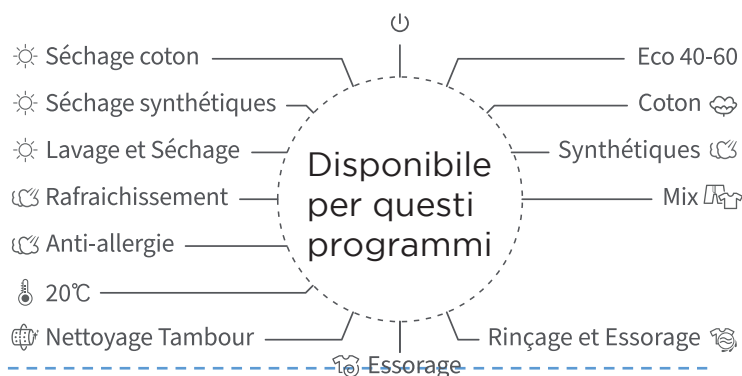 Séchage coton
Séchage synthétiques
Lavage et Séchage
Rafraichissement
Anti-allergie
20℃
Nettoyage Tambour
Disponibile
per questi
programmi
Eco 40-60
Coton
Synthétiques
Mix
Rinçage et Essorage
Essorage